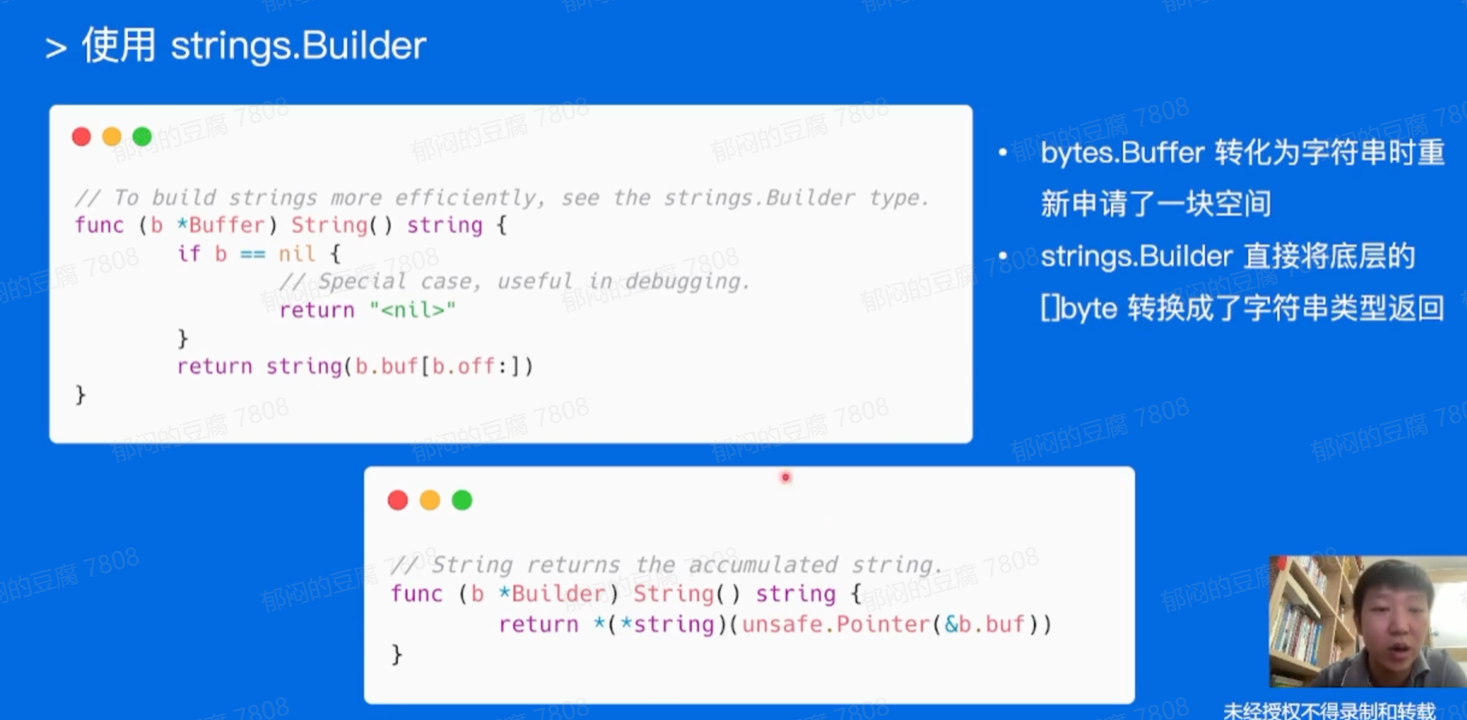 > 使用 strings.Builder
// To build strings more efficiently, see the strings.Builder type.
func (b *Buffer) String() string {
if b == nil {
// Special case, useful in debugging.
return "<nil>"
}
return string(b.buf[b.off:])
}
• bytes.Buffer 转化为字符串时重
新申请了一块空间
• strings.Builder 直接将底层的
[]byte 转换成了字符串类型返回
// String returns the accumulated string.
func (b *Builder) String() string {
return *(*string)(unsafe.Pointer(&b.buf))
}
未经授权不得录制和转载
郁闷的豆腐 7808